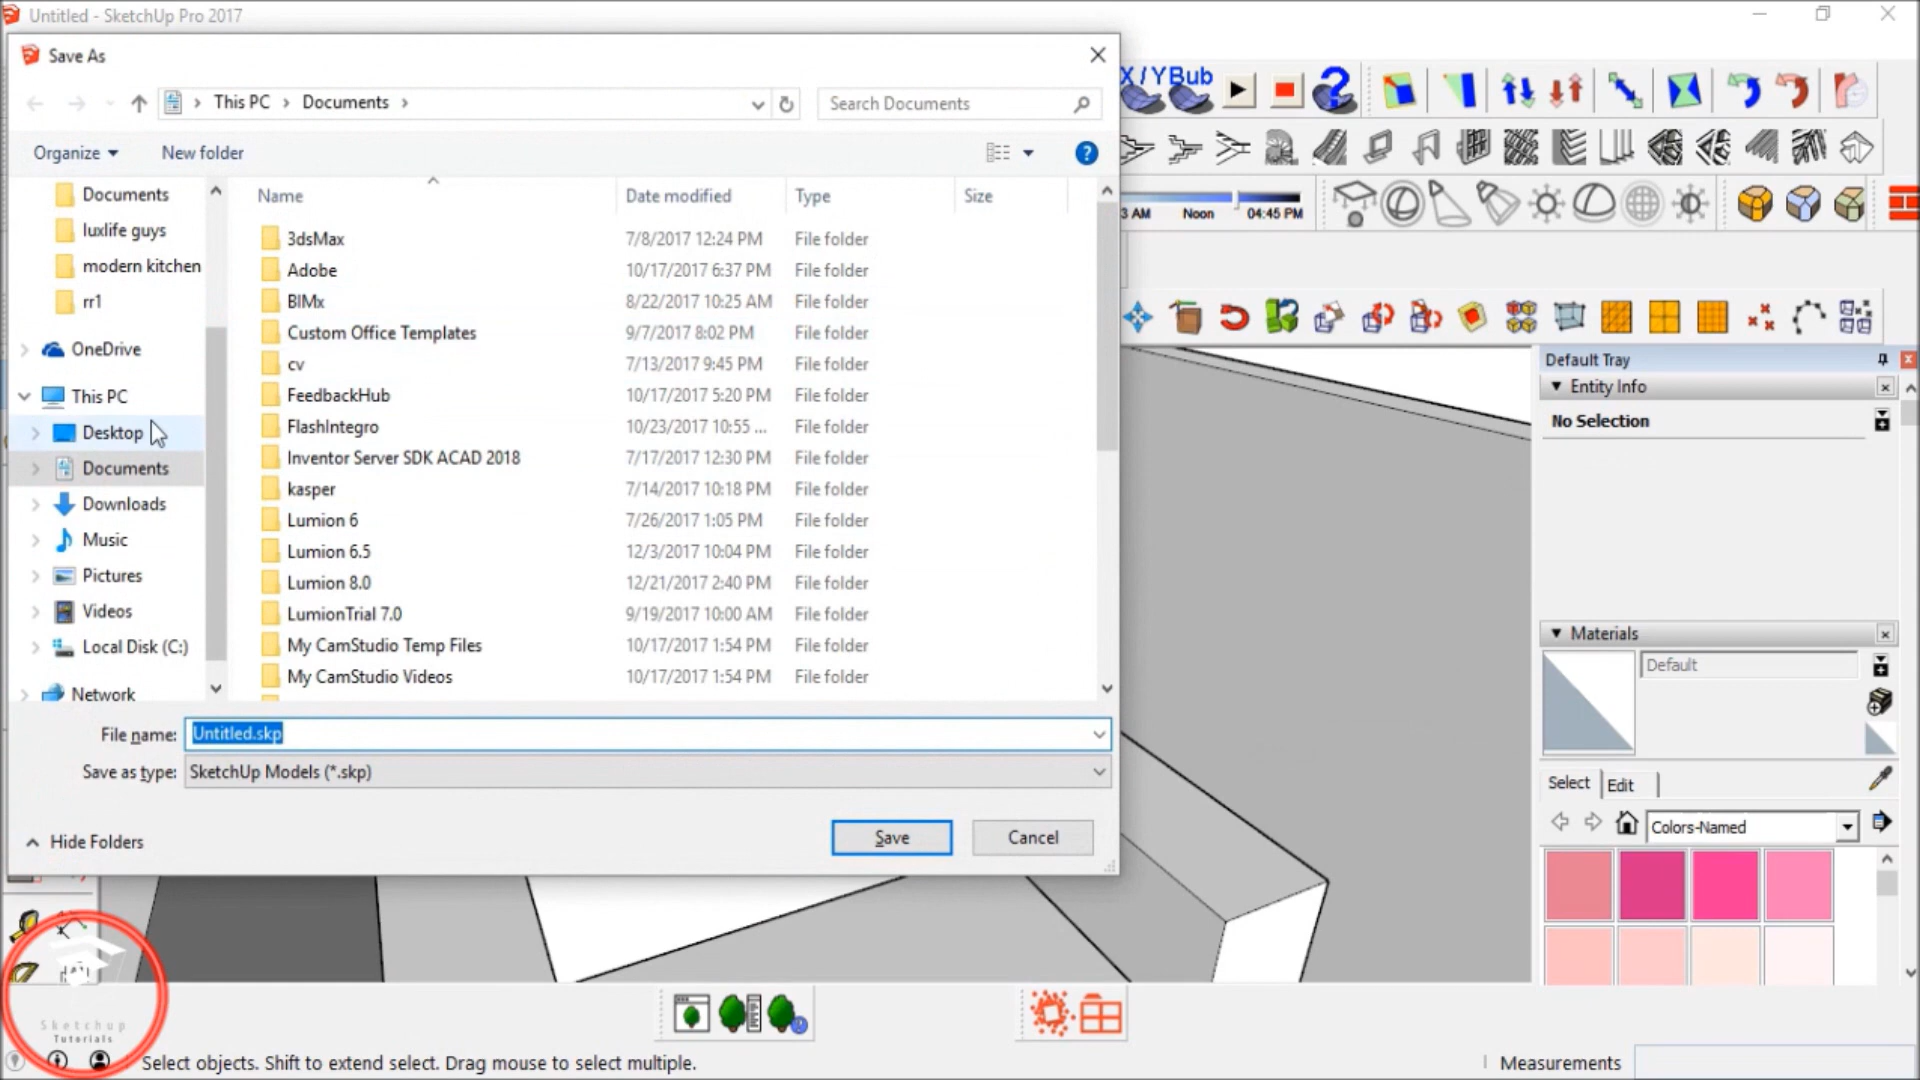 Untitled - SketchUp Pro 2017
Save As
This PC > Documents >
Search Documents
Organize
New folder
Documents
luxlife guys
modern kitchen
rr1
OneDrive
This PC
Desktop
Documents
Downloads
Music
Pictures
Videos
Local Disk (C:)
Network
Name Date modified Type Size
3dsMax 7/8/2017 12:24 PM File folder
Adobe 10/17/2017 6:37 PM File folder
BIMx 8/22/2017 10:25 AM File folder
Custom Office Templates 9/7/2017 8:02 PM File folder
cv 7/13/2017 9:45 PM File folder
FeedbackHub 10/17/2017 5:20 PM File folder
FlashIntegro 10/23/2017 10:55 ... File folder
Inventor Server SDK ACAD 2018 7/17/2017 12:30 PM File folder
kasper 7/14/2017 10:18 PM File folder
Lumion 6 7/26/2017 1:05 PM File folder
Lumion 6.5 12/3/2017 10:04 PM File folder
Lumion 8.0 12/21/2017 2:40 PM File folder
LumionTrial 7.0 9/19/2017 10:00 AM File folder
My CamStudio Temp Files 10/17/2017 1:54 PM File folder
My CamStudio Videos 10/17/2017 1:54 PM File folder
File name: Untitled.skp
Save as type: SketchUp Models (*.skp)
Hide Folders
Save
Cancel
X/YBub
3 AM Noon 04:45 PM
Default Tray
Entity Info
No Selection
Materials
Default
Select Edit
Colors-Named
Sketchup
Tutorials
Select objects. Shift to extend select. Drag mouse to select multiple.
Measurements